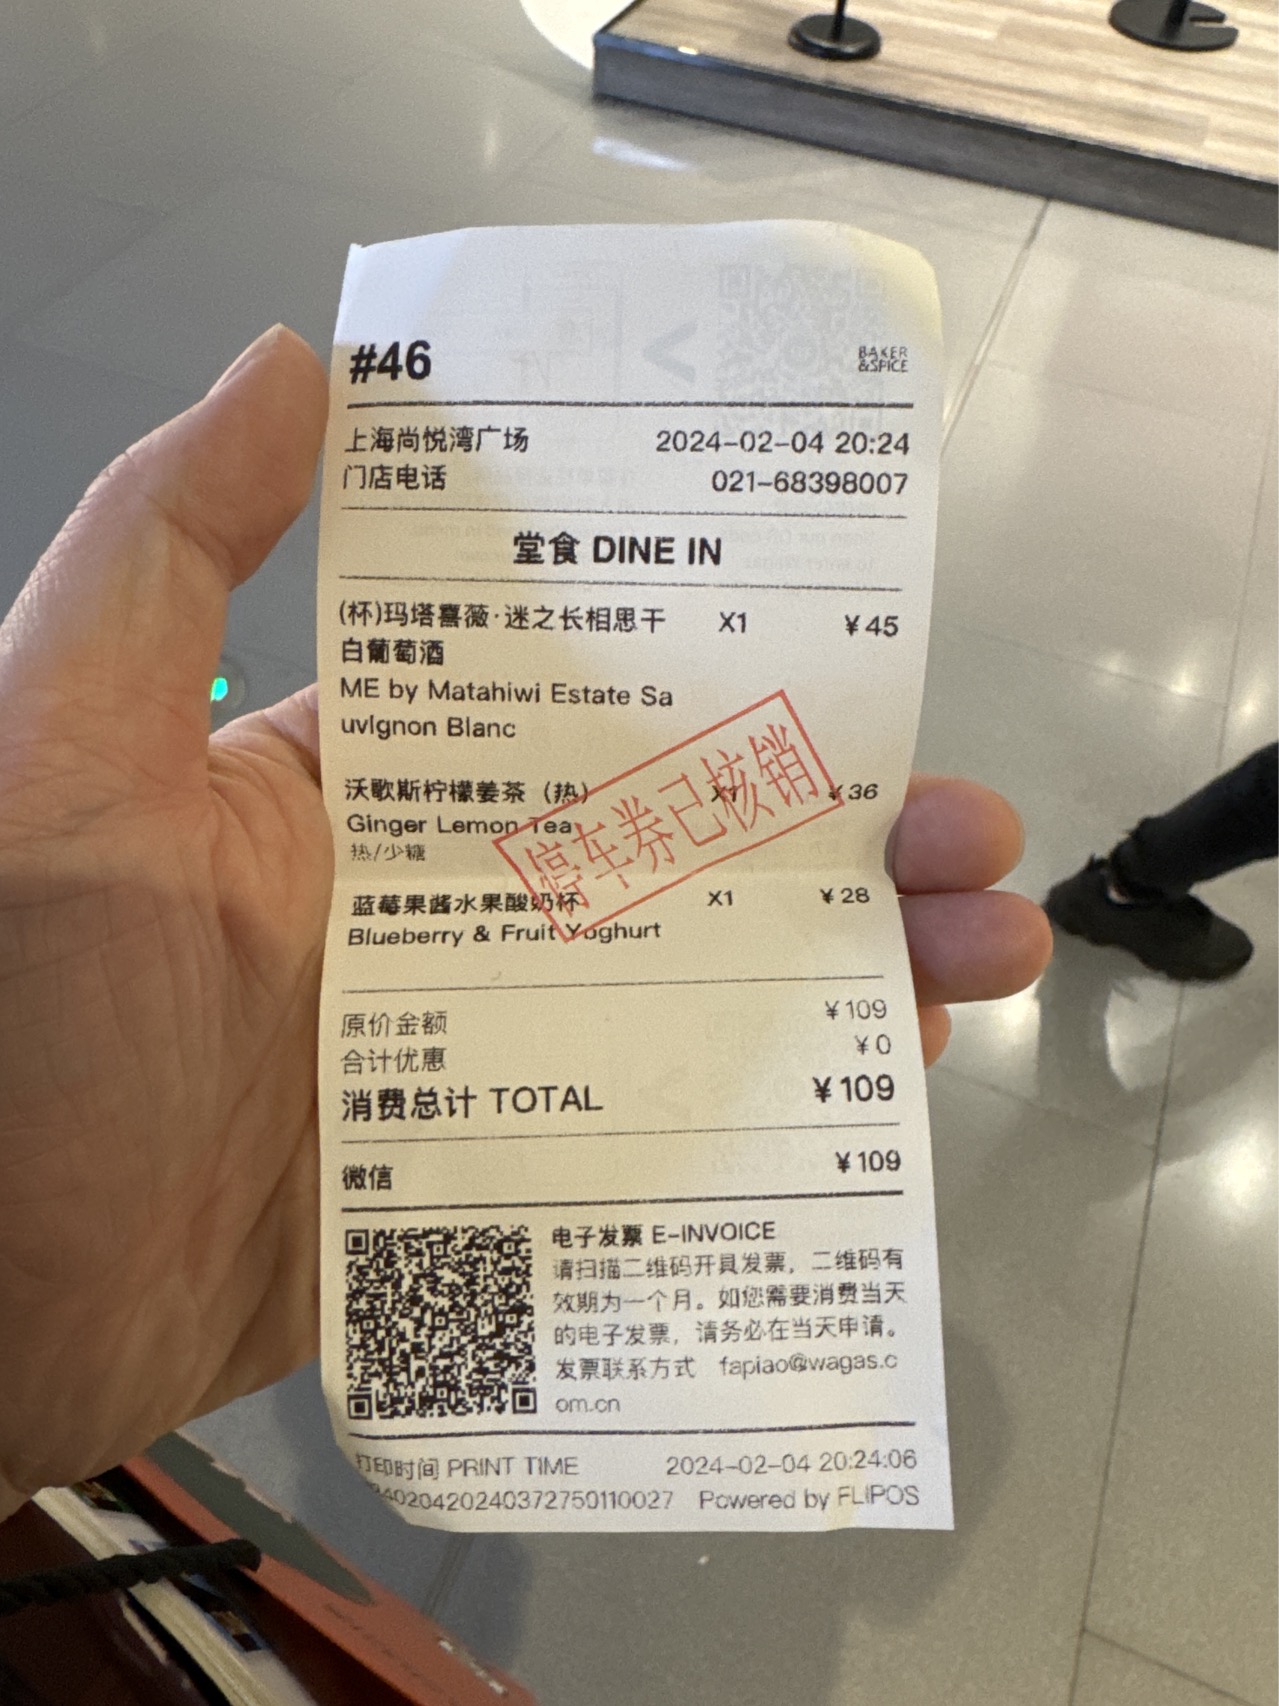 #46
BAKER
&SPICE
上海尚悦湾广场 2024-02-04 20:24
门店电话 021-68398007
堂食 DINE IN
(杯)玛塔喜薇·迷之长相思干 X1 ￥45
白葡萄酒
ME by Matahiwi Estate Sa
uvignon Blanc
沃歌斯柠檬姜茶（热） X1 ￥36
Ginger Lemon Tea
热/少糖
停车券已核销
蓝莓果酱水果酸奶杯 X1 ￥28
Blueberry & Fruit Yoghurt
原价金额 ￥109
合计优惠 ￥0
消费总计 TOTAL ￥109
微信 ￥109
电子发票 E-INVOICE
请扫描二维码开具发票，二维码有
效期为一个月。如您需要消费当天
的电子发票，请务必在当天申请。
发票联系方式 fapiao@wagas.c
om.cn
打印时间 PRINT TIME 2024-02-04 20:24:06
Powered by FLIPOS